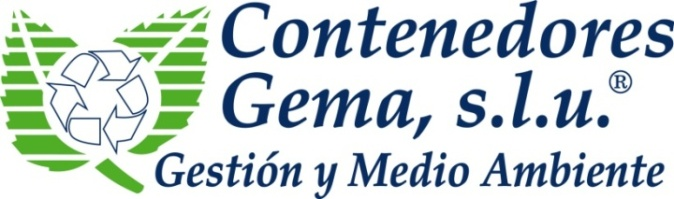 Contenedores
Gema, s.l.u.®
Gestión y Medio Ambiente